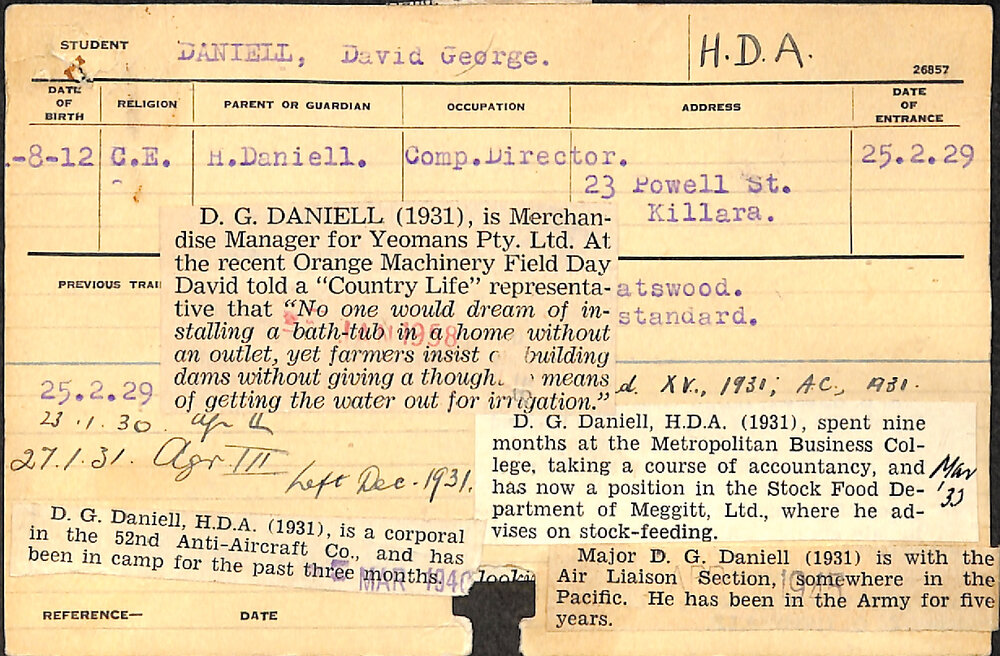 STUDENT DANIELL, David George. H.D.A.
26857
DATE OF BIRTH RELIGION PARENT OR GUARDIAN OCCUPATION ADDRESS DATE OF ENTRANCE
-8-12 C.E. H.Daniell. Comp.Director. 25.2.29
23 Powell St.
Killara.
PREVIOUS TRAI
atswood.
standard.
D. G. DANIELL (1931), is Merchan-
dise Manager for Yeomans Pty. Ltd. At
the recent Orange Machinery Field Day
David told a “Country Life” representa-
tive that “No one would dream of in-
stalling a bath-tub in a home without
an outlet, yet farmers insist o building
dams without giving a though means
of getting the water out for irrigation.”
JAN 1958
25.2.29
d. XV., 1931; AC., 1931.
23.1.30
27.1.31. Agr III
Left Dec. 1931.
D. G. Daniell, H.D.A. (1931), spent nine
months at the Metropolitan Business Col-
lege, taking a course of accountancy, and
has now a position in the Stock Food De-
partment of Meggitt, Ltd., where he ad-
vises on stock-feeding.
Mar '33
D. G. Daniell, H.D.A. (1931), is a corporal
in the 52nd Anti-Aircraft Co., and has
been in camp for the past three months.
MAR 1940
looky
Major D. G. Daniell (1931) is with the
Air Liaison Section, somewhere in the
Pacific. He has been in the Army for five
years.
REFERENCE— DATE